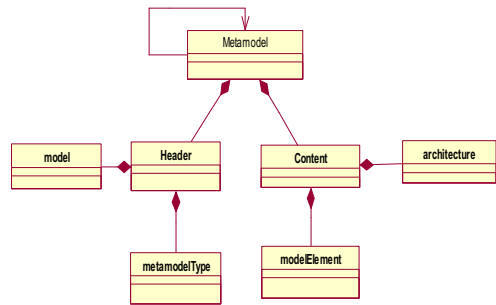 Metamodel
model
Header
Content
architecture
metamodelType
modelElement